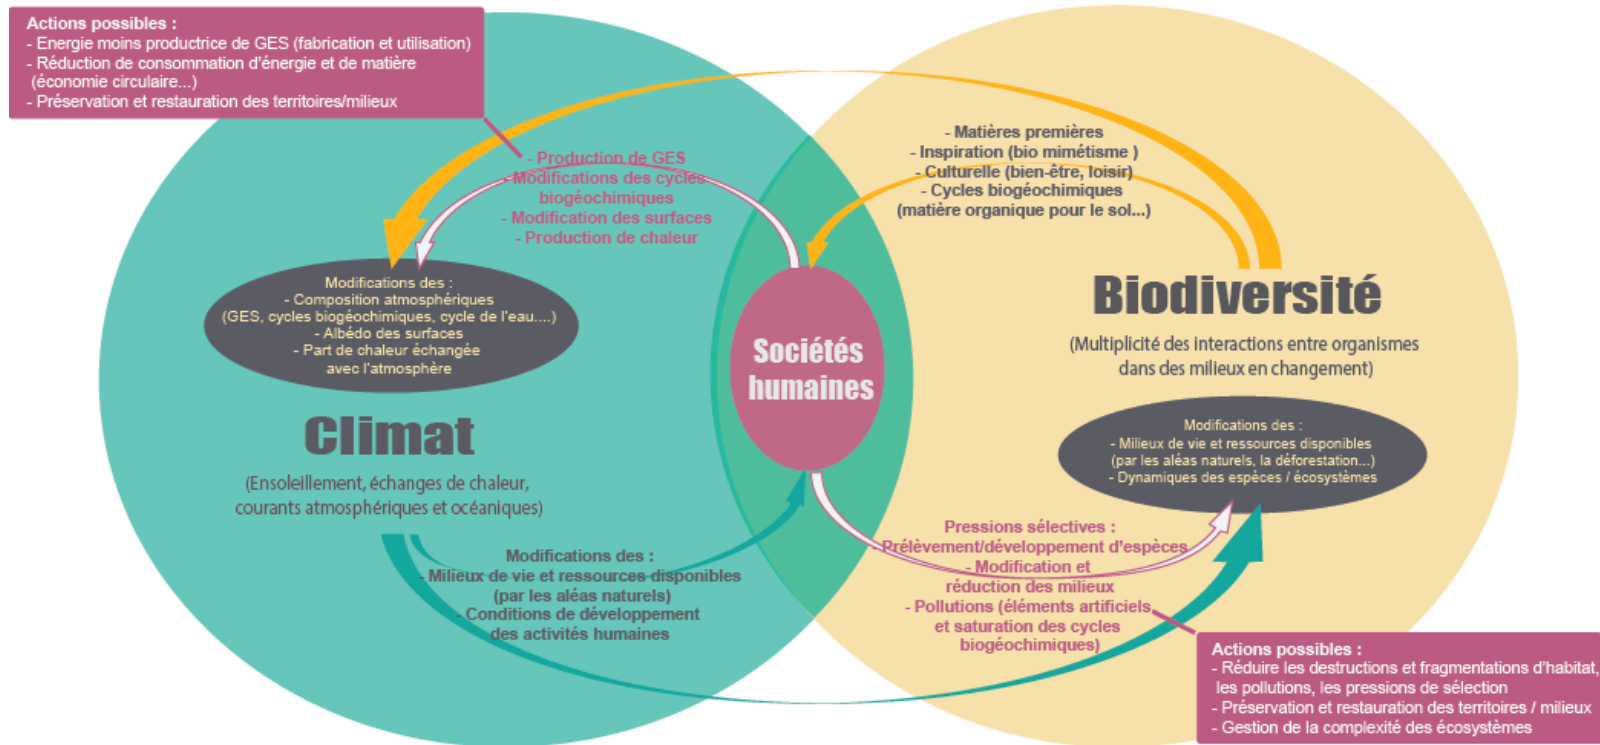 Actions possibles :
- Energie moins productrice de GES (fabrication et utilisation)
- Réduction de consommation d'énergie et de matière
(économie circulaire...)
- Préservation et restauration des territoires/milieux
- Production de GES
- Modifications des cycles
biogéochimiques
- Modification des surfaces
- Production de chaleur
- Matières premières
- Inspiration (bio mimétisme )
- Culturelle (bien-être, loisir)
- Cycles biogéochimiques
(matière organique pour le sol...)
Modifications des :
- Composition atmosphériques
(GES, cycles biogéochimiques, cycle de l'eau....)
- Albédo des surfaces
- Part de chaleur échangée
avec l'atmosphère
Climat
(Ensoleillement, échanges de chaleur,
courants atmosphériques et océaniques)
Sociétés
humaines
Biodiversité
(Multiplicité des interactions entre organismes
dans des milieux en changement)
Modifications des :
- Milieux de vie et ressources disponibles
(par les aléas naturels, la déforestation...)
- Dynamiques des espèces / écosystèmes
Modifications des :
- Milieux de vie et ressources disponibles
(par les aléas naturels)
- Conditions de développement
des activités humaines
Pressions sélectives :
- Prélèvement/développement d'espèces
- Modification et
réduction des milieux
- Pollutions (éléments artificiels
et saturation des cycles
biogéochimiques)
Actions possibles :
- Réduire les destructions et fragmentations d'habitat,
les pollutions, les pressions de sélection
- Préservation et restauration des territoires / milieux
- Gestion de la complexité des écosystèmes